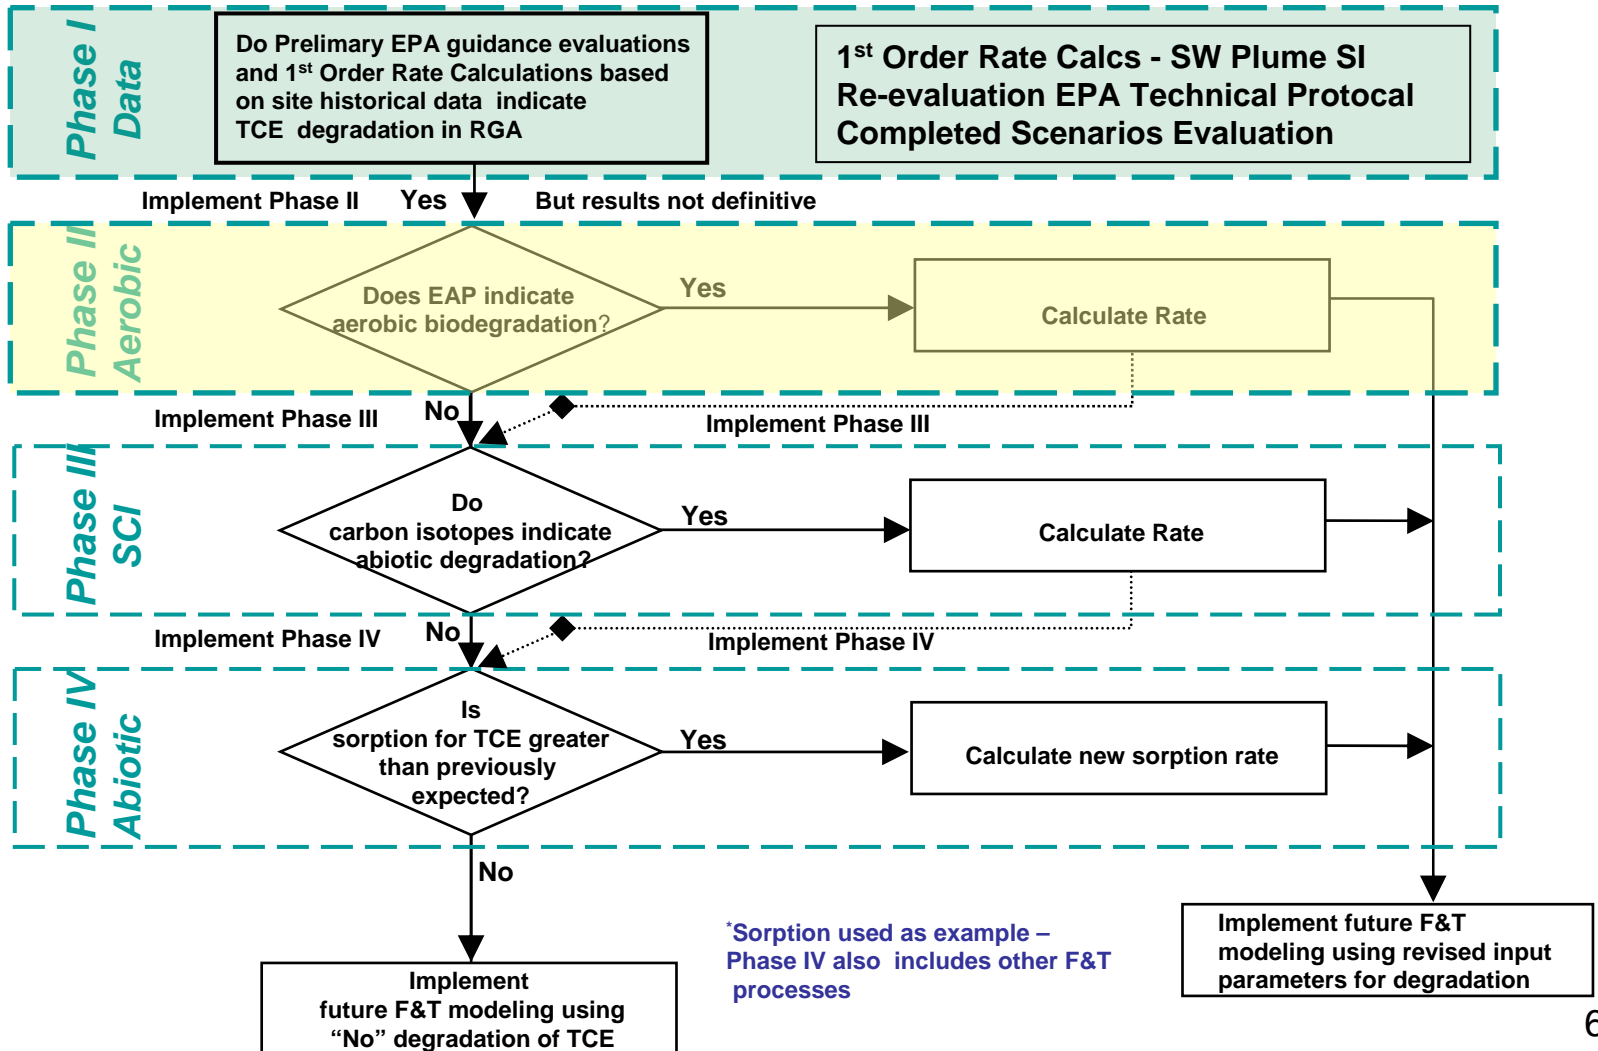 Phase I
Data
Do Prelimary EPA guidance evaluations
and 1st Order Rate Calculations based
on site historical data indicate
TCE degradation in RGA
1st Order Rate Calcs - SW Plume SI
Re-evaluation EPA Technical Protocal
Completed Scenarios Evaluation
Implement Phase II
Yes
But results not definitive
Phase II
Aerobic
Does EAP indicate
aerobic biodegradation?
Yes
Calculate Rate
Implement Phase III
No
Implement Phase III
Phase III
SCI
Do
carbon isotopes indicate
abiotic degradation?
Yes
Calculate Rate
Implement Phase IV
No
Implement Phase IV
Phase IV
Abiotic
Is
sorption for TCE greater
than previously
expected?
Yes
Calculate new sorption rate
No
Implement
future F&T modeling using
“No” degradation of TCE
*Sorption used as example –
Phase IV also includes other F&T
processes
Implement future F&T
modeling using revised input
parameters for degradation
6